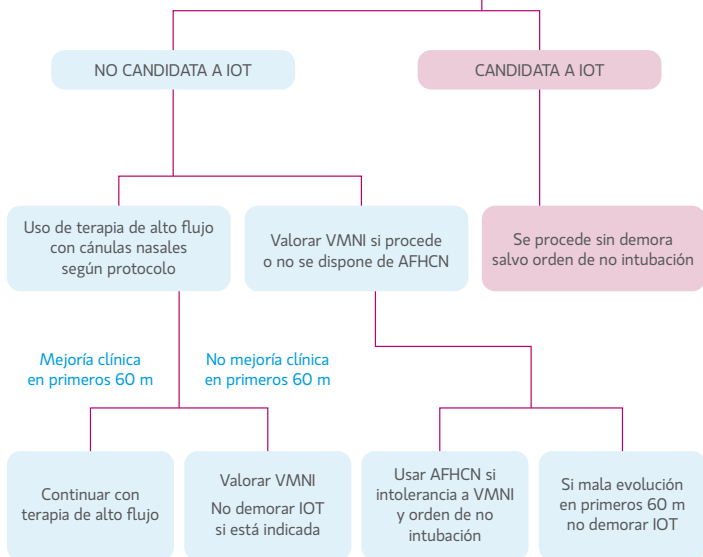 NO CANDIDATA A IOT
CANDIDATA A IOT
Uso de terapia de alto flujo
con cánulas nasales
según protocolo
Valorar VMNI si procede
o no se dispone de AFHCN
Se procede sin demora
salvo orden de no intubación
Mejoría clínica
en primeros 60 m
No mejoría clínica
en primeros 60 m
Continuar con
terapia de alto flujo
Valorar VMNI
No demorar IOT
si está indicada
Usar AFHCN si
intolerancia a VMNI
y orden de no
intubación
Si mala evolución
en primeros 60 m
no demorar IOT